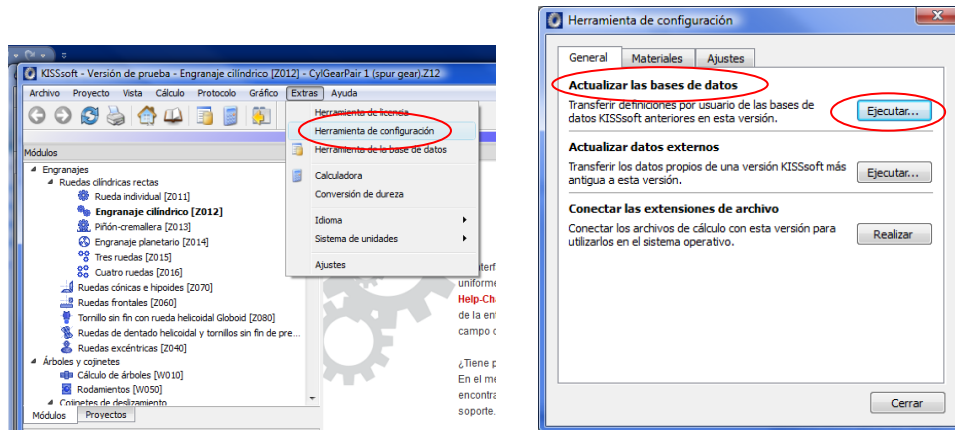 KISSsoft - Versión de prueba - Engranaje cilíndrico [Z012] - CylGearPair 1 (spur gear).Z12
Archivo Proyecto Vista Cálculo Protocolo Gráfico Extras Ayuda
Herramienta de licencia
Herramienta de configuración
Herramienta de la base de datos
Calculadora
Conversión de dureza
Idioma
Sistema de unidades
Ajustes
Módulos
Engranajes
Ruedas cilíndricas rectas
Rueda individual [Z011]
Engranaje cilíndrico [Z012]
Piñón-cremallera [Z013]
Engranaje planetario [Z014]
Tres ruedas [Z015]
Cuatro ruedas [Z016]
Ruedas cónicas e hipoides [Z070]
Ruedas frontales [Z060]
Tornillo sin fin con rueda helicoidal Globoid [Z080]
Ruedas de dentado helicoidal y tornillos sin fin de pre...
Ruedas excéntricas [Z040]
Árboles y cojinetes
Cálculo de árboles [W010]
Rodamientos [W050]
Cojinetes de deslizamiento
Módulos Proyectos
interf
uniforme
Help-Cha
de la en
campo d
¿Tiene p
En el me
encontra
soporte.
Herramienta de configuración
General Materiales Ajustes
Actualizar las bases de datos
Transferir definiciones por usuario de las bases de
datos KISSsoft anteriores en esta versión.
Ejecutar...
Actualizar datos externos
Transferir los datos propios de una versión KISSsoft más
antigua a esta versión.
Ejecutar...
Conectar las extensiones de archivo
Conectar los archivos de cálculo con esta versión para
utilizarlos en el sistema operativo.
Realizar
Cerrar